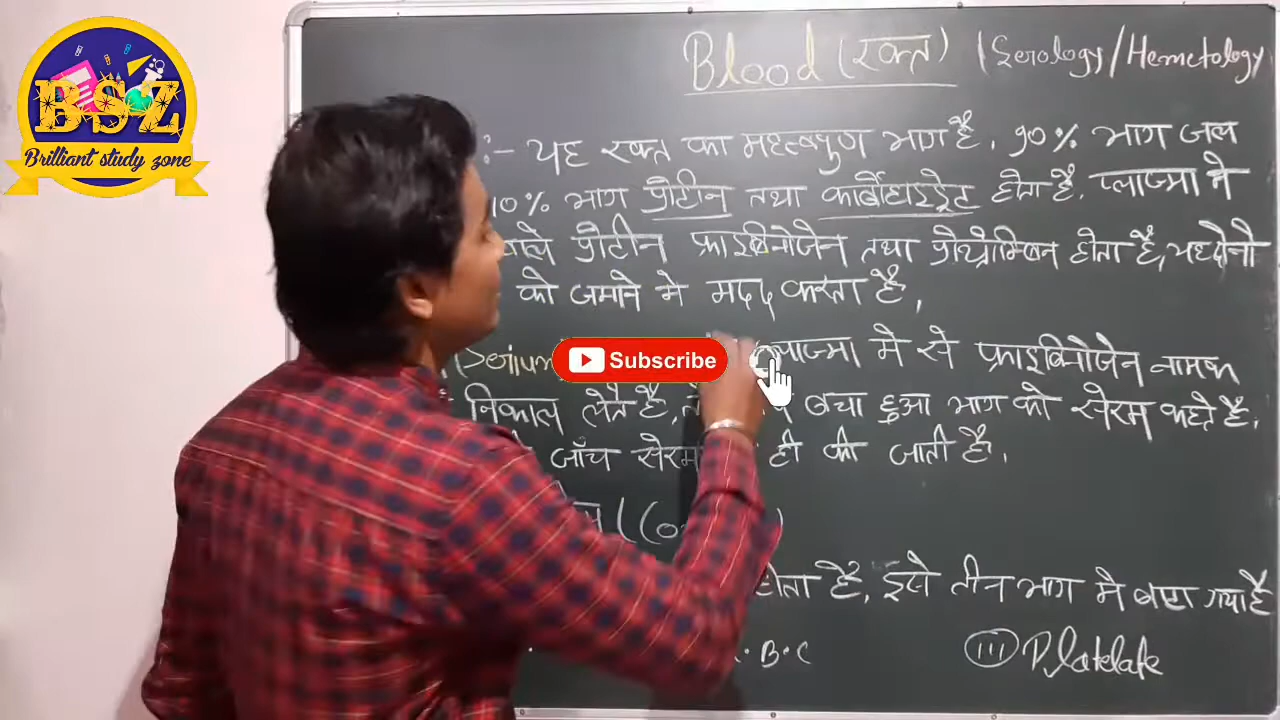 BSZ
Brilliant study zone
Blood (रक्त) (Serology/Hemetology)
:- यह रक्त का महत्वपुण भाग है. 90% भाग जल
10% भाग प्रोटीन तथा कार्बोहाइड्रेट होता है. प्लाज्मा मे
वाले प्रोटीन फ्राइबिनोजेन तथा प्रोथ्रोम्बिन होता है, यह दोनो
को जमाने मे मदद करता है,
Subscribe
प्लाज्मा मे से फ्राइबिनोजेन नामक
निकाल लेते है, बचा हुआ भाग को सेरम कहते है.
जाँच सेरम ही की जाती है.
होता है, इसे तीन भाग मे बाटा गया है
.B.C (III) Platelate